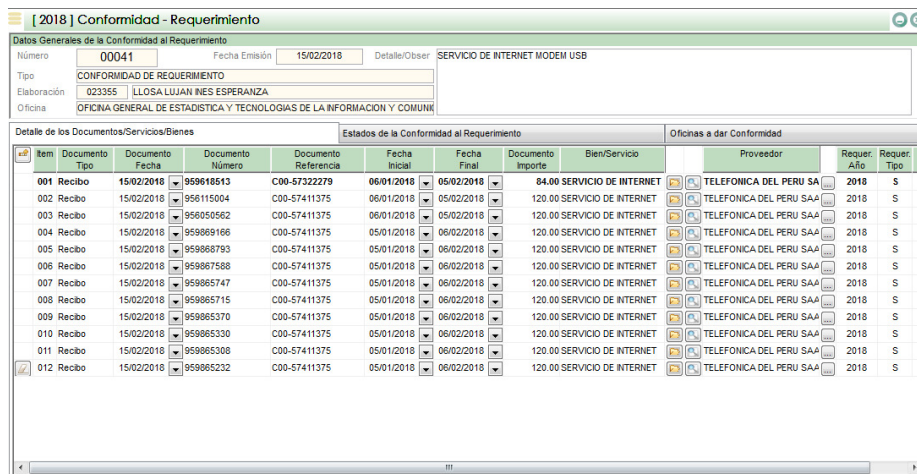 [ 2018 ] Conformidad - Requerimiento
Datos Generales de la Conformidad al Requerimiento
Número 00041 Fecha Emisión 15/02/2018 Detalle/Obser SERVICIO DE INTERNET MODEM USB
Tipo CONFORMIDAD DE REQUERIMIENTO
Elaboración 023355 LLOSA LUJAN INES ESPERANZA
Oficina OFICINA GENERAL DE ESTADISTICA Y TECNOLOGIAS DE LA INFORMACION Y COMUNI
Detalle de los Documentos/Servicios/Bienes Estados de la Conformidad al Requerimiento Oficinas a dar Conformidad
Item Documento Documento Documento Documento Fecha Fecha Documento Bien/Servicio Proveedor Requer. Requer.
Tipo Fecha Número Referencia Inicial Final Importe Año Tipo
001 Recibo 15/02/2018 959618513 C00-57322279 06/01/2018 05/02/2018 84.00 SERVICIO DE INTERNET TELEFONICA DEL PERU SA ... 2018 S
002 Recibo 15/02/2018 956115004 C00-57411375 06/01/2018 05/02/2018 120.00 SERVICIO DE INTERNET TELEFONICA DEL PERU SAA ... 2018 S
003 Recibo 15/02/2018 956050562 C00-57411375 06/01/2018 05/02/2018 120.00 SERVICIO DE INTERNET TELEFONICA DEL PERU SAA ... 2018 S
004 Recibo 15/02/2018 959869166 C00-57411375 05/01/2018 06/02/2018 120.00 SERVICIO DE INTERNET TELEFONICA DEL PERU SAA ... 2018 S
005 Recibo 15/02/2018 959868793 C00-57411375 05/01/2018 06/02/2018 120.00 SERVICIO DE INTERNET TELEFONICA DEL PERU SAA ... 2018 S
006 Recibo 15/02/2018 959867588 C00-57411375 05/01/2018 06/02/2018 120.00 SERVICIO DE INTERNET TELEFONICA DEL PERU SAA ... 2018 S
007 Recibo 15/02/2018 959865747 C00-57411375 05/01/2018 06/02/2018 120.00 SERVICIO DE INTERNET TELEFONICA DEL PERU SAA ... 2018 S
008 Recibo 15/02/2018 959865715 C00-57411375 05/01/2018 06/02/2018 120.00 SERVICIO DE INTERNET TELEFONICA DEL PERU SAA ... 2018 S
009 Recibo 15/02/2018 959865370 C00-57411375 05/01/2018 06/02/2018 120.00 SERVICIO DE INTERNET TELEFONICA DEL PERU SAA ... 2018 S
010 Recibo 15/02/2018 959865330 C00-57411375 05/01/2018 06/02/2018 120.00 SERVICIO DE INTERNET TELEFONICA DEL PERU SAA ... 2018 S
011 Recibo 15/02/2018 959865308 C00-57411375 05/01/2018 06/02/2018 120.00 SERVICIO DE INTERNET TELEFONICA DEL PERU SAA ... 2018 S
012 Recibo 15/02/2018 959865232 C00-57411375 05/01/2018 06/02/2018 120.00 SERVICIO DE INTERNET TELEFONICA DEL PERU SAA ... 2018 S